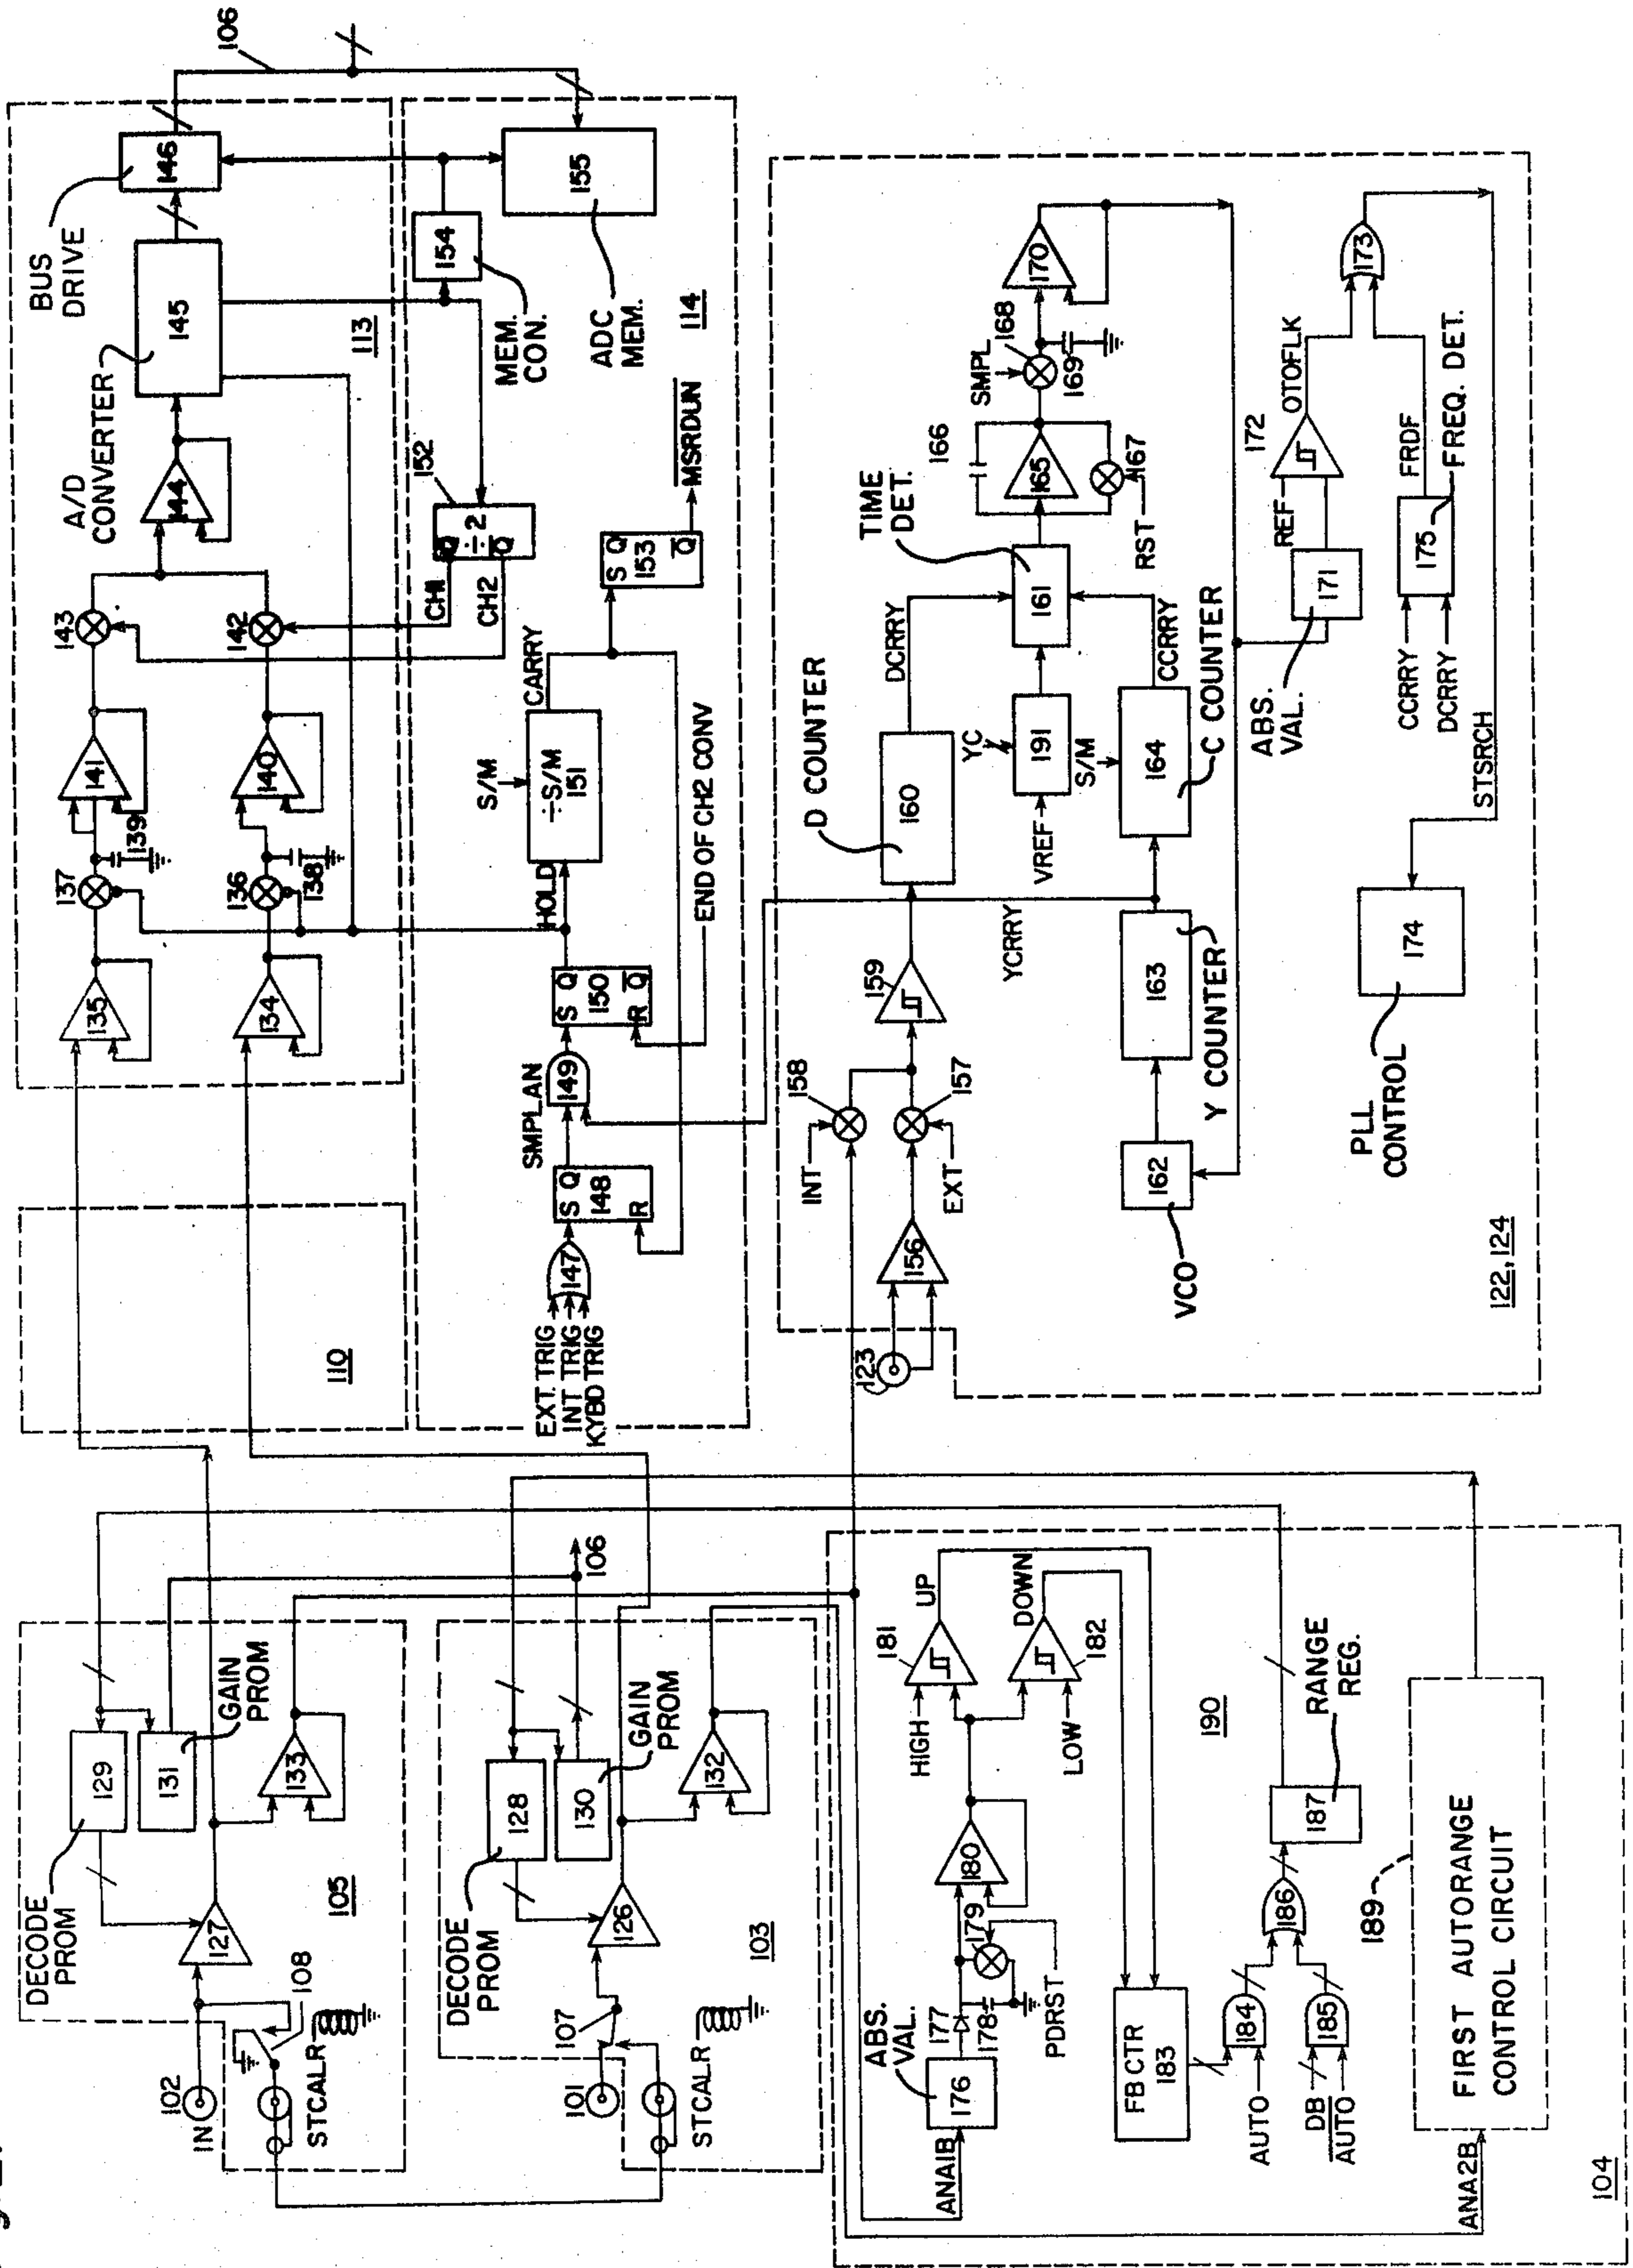 106
BUS
DRIVE
146
A/D
CONVERTER
145
144
143
142
141
140
139
138
137
136
135
134
113
110
155
ADC
MEM.
154
MEM.
CON.
114
152
Q
÷2
Q
CH1
CH2
S Q
153
Q
MSRDUN
CARRY
S/M
÷S/M
151
HOLD
END OF CH2 CONV
S Q
150
R Q
149
SMPLAN
S Q
148
R
147
EXT. TRIG
INT TRIG
KYBD TRIG
TIME
DET.
166
165
167
RST
SMPL
168
169
170
161
DCRRY
D COUNTER
160
YC
191
VREF
S/M
164
CCRRY
C COUNTER
159
YCRRY
158
INT
157
EXT
156
123
163
Y COUNTER
162
VCO
172
REF
OTOFLK
171
ABS.
VAL.
173
FRDF
175
FREQ. DET.
CCRRY
DCRRY
STSRCH
174
PLL
CONTROL
122,124
DECODE
PROM
129
131
GAIN
PROM
133
127
105
108
102
IN
STCALR
106
DECODE
PROM
128
130
GAIN
PROM
132
126
103
107
101
STCALR
UP
181
DOWN
182
HIGH
LOW
180
179
177
178
PDRST
ABS.
VAL.
176
ANA1B
FB CTR
183
184
AUTO
185
DB
AUTO
186
187
RANGE
REG.
190
189
FIRST AUTORANGE
CONTROL CIRCUIT
ANA2B
104